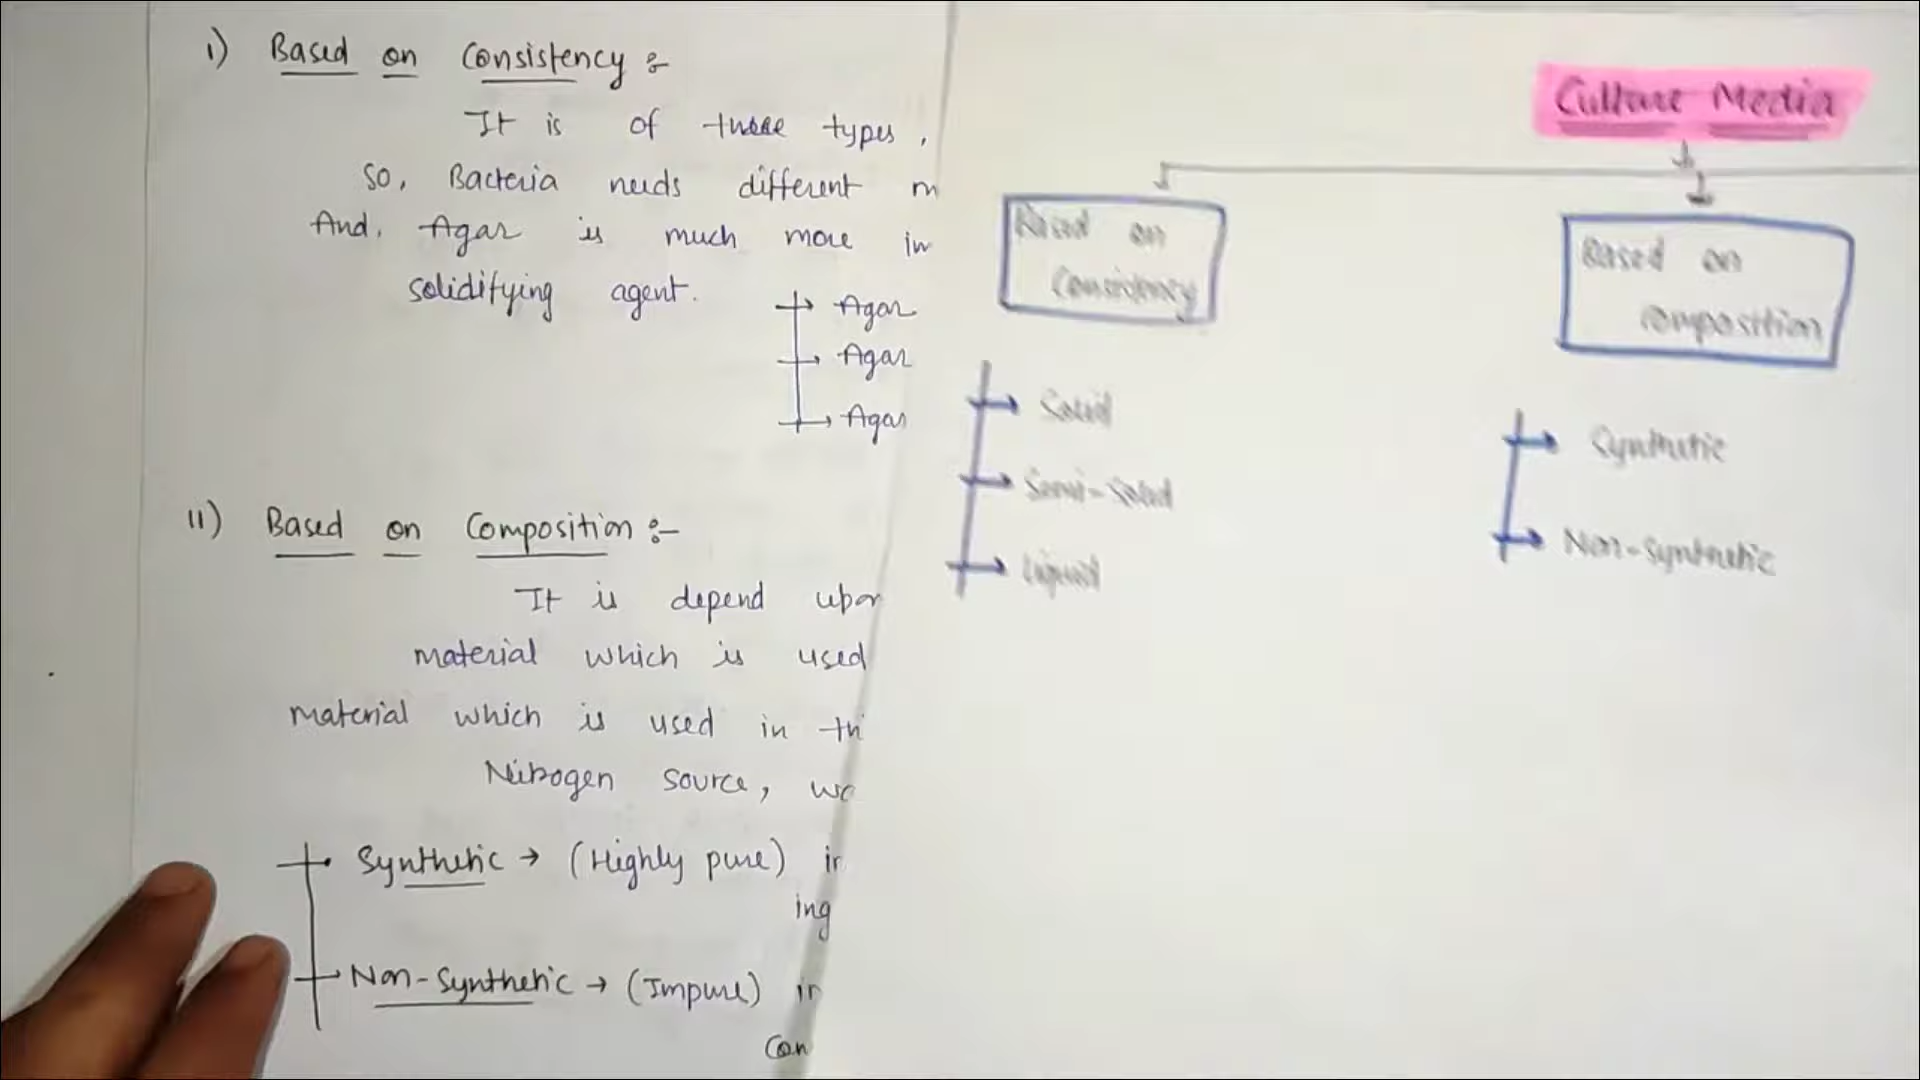 i) Based on Consistency :-
It is of three types,
So, Bacteria needs different m
And, Agar is much more im
solidifying agent.
Agar
Agar
Agar
ii) Based on Composition :-
It is depend upon
material which is used
material which is used in th
Nitrogen source, wa
Synthetic → (Highly pure) in
ing
Non-Synthetic → (Impure) in
Con
Culture Media
Based on
Consistency
Solid
Semi-Solid
Liquid
Based on
composition
Synthetic
Non-Synthetic